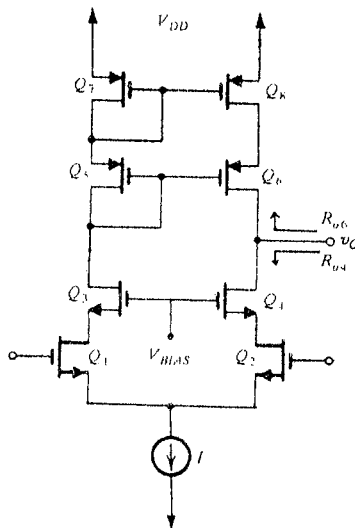 V_DD
Q_7
Q_8
Q_5
Q_6
R_o6
v_O
R_o4
Q_3
Q_4
V_BIAS
Q_1
Q_2
I